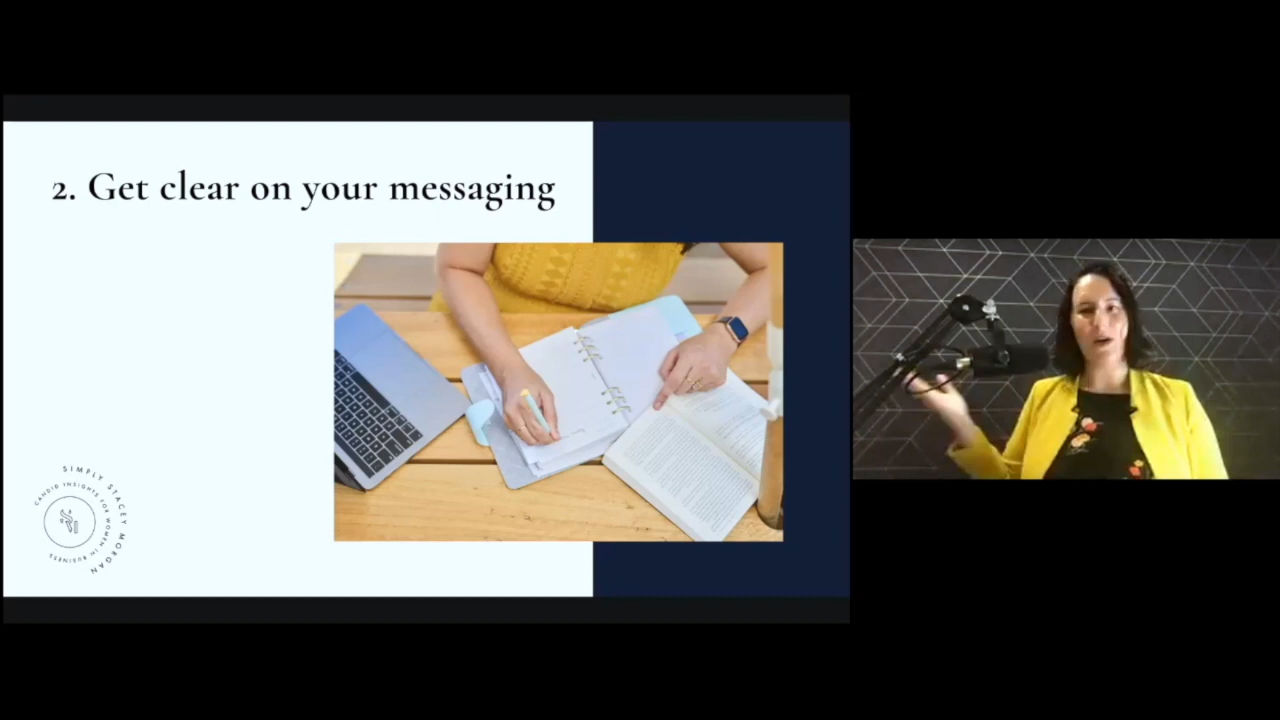 2. Get clear on your messaging
SIMPLY STACEY MORGAN
CANDID INSIGHTS FOR WOMEN IN BUSINESS